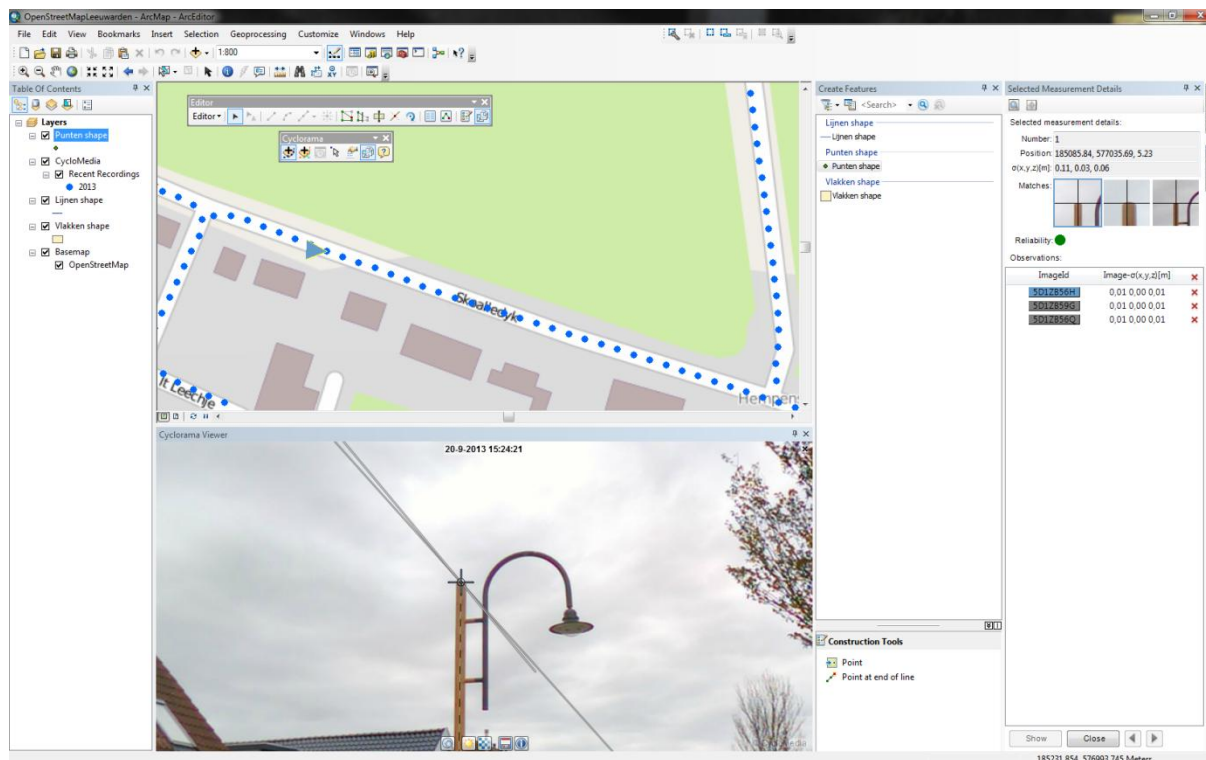 OpenStreetMapLeeuwarden - ArcMap - ArcEditor
File Edit View Bookmarks Insert Selection Geoprocessing Customize Windows Help
1:800
Table Of Contents
Layers
Punten shape
CycloMedia
Recent Recordings
2013
Lijnen shape
Vlakken shape
Basemap
OpenStreetMap
Editor
Editor
Cyclorama
Skoalledyk
It Leechje
Hempens
Cyclorama Viewer
20-9-2013 15:24:21
Create Features
<Search>
Lijnen shape
Lijnen shape
Punten shape
Punten shape
Vlakken shape
Vlakken shape
Construction Tools
Point
Point at end of line
Selected Measurement Details
Selected measurement details:
Number: 1
Position: 185085.84, 577035.69, 5.23
σ(x,y,z)[m]: 0.11, 0.03, 0.06
Matches:
Reliability:
Observations:
ImageId Image-σ(x,y,z)[m]
5D1ZB56H 0,01 0,00 0,01
5D1ZB59G 0,01 0,00 0,01
5D1ZB56Q 0,01 0,00 0,01
Show Close
185231,854 576993,745 Meters